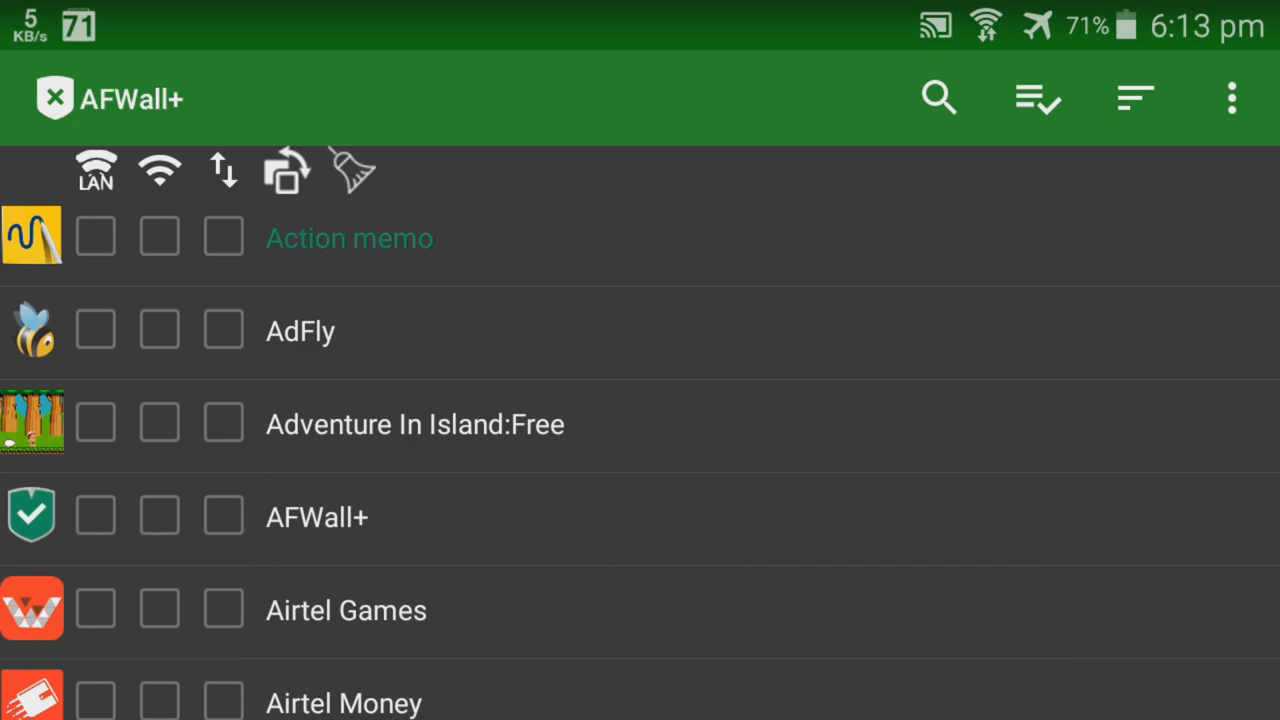 5
KB/s
71
71%
6:13 pm
AFWall+
LAN
Action memo
AdFly
Adventure In Island:Free
AFWall+
Airtel Games
Airtel Money